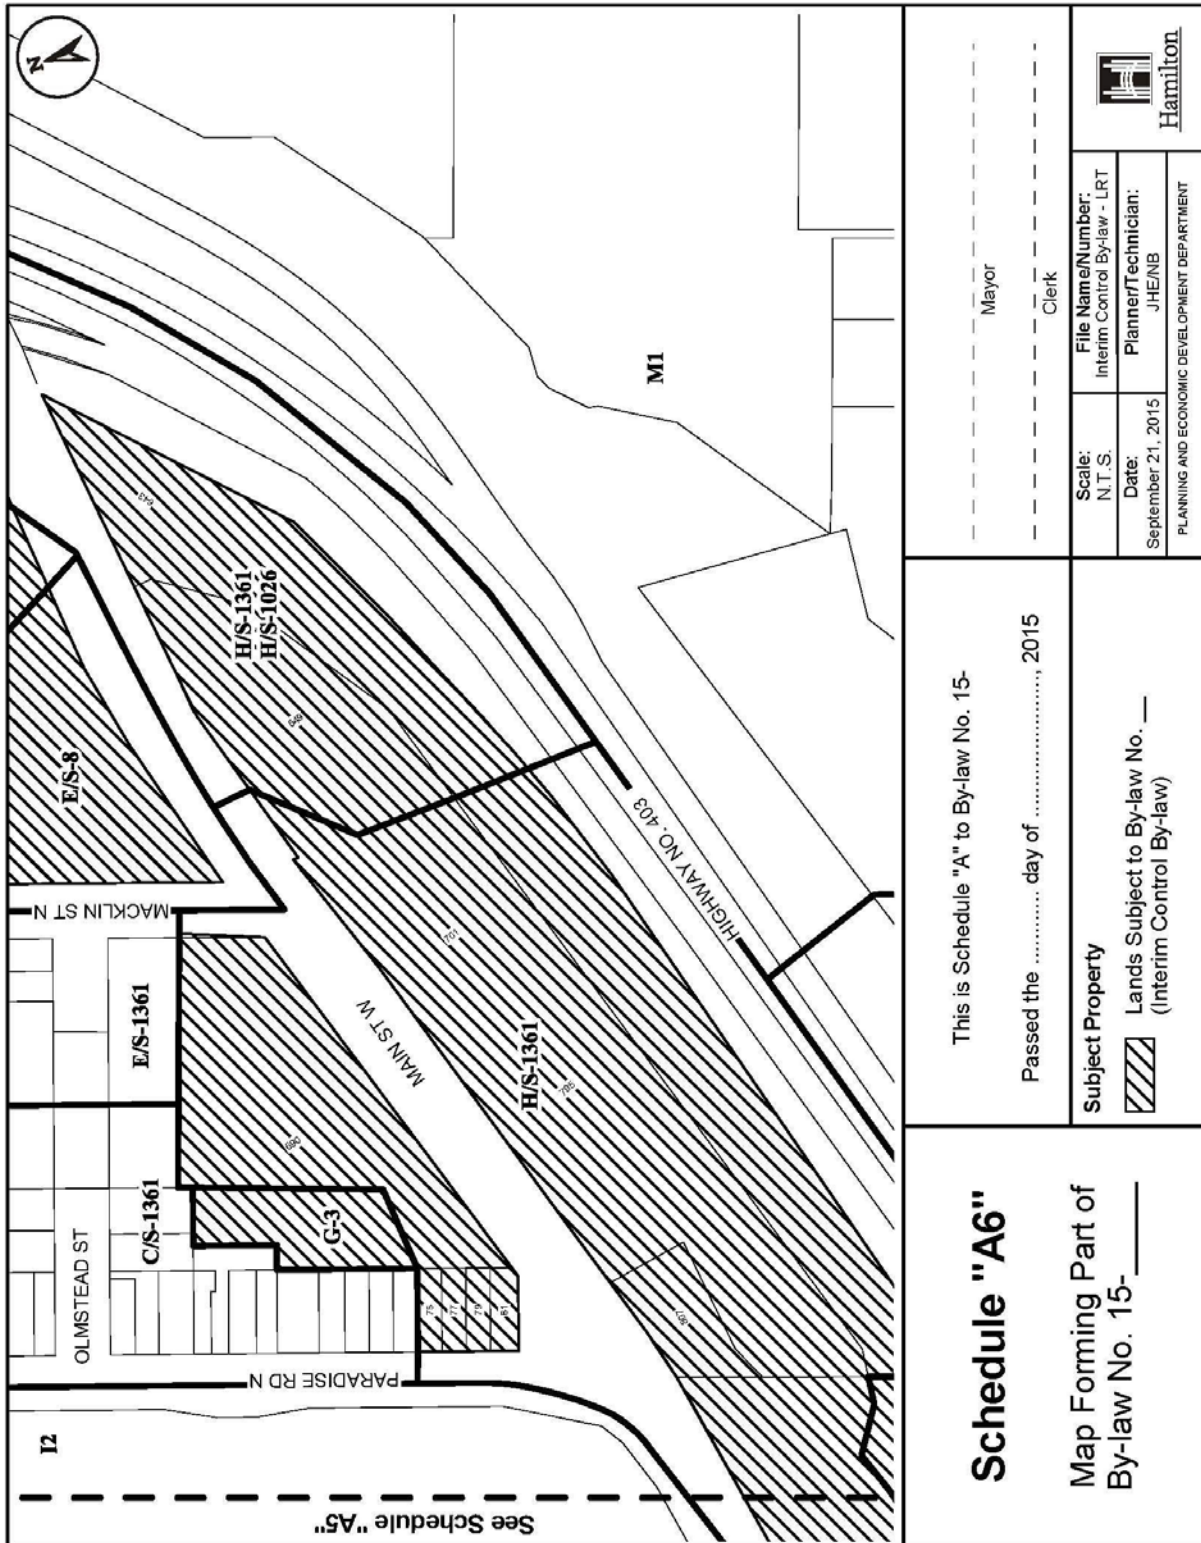 N
See Schedule "A5"
I2
PARADISE RD N
OLMSTEAD ST
C/S-1361
E/S-1361
MACKLIN ST N
E/S-8
G-3
690
75
77
79
81
MAIN ST W
H/S-1361
H/S-1026
643
649
701
H/S-1361
795
807
HIGHWAY NO. 403
M1
Schedule "A6"
Map Forming Part of
By-law No. 15-______
This is Schedule "A" to By-law No. 15-
Passed the .......... day of ...................., 2015
Subject Property
Lands Subject to By-law No. __
(Interim Control By-law)
Mayor
Clerk
Scale:
N.T.S.
File Name/Number:
Interim Control By-law - LRT
Date:
September 21, 2015
Planner/Technician:
JHE/NB
PLANNING AND ECONOMIC DEVELOPMENT DEPARTMENT
Hamilton